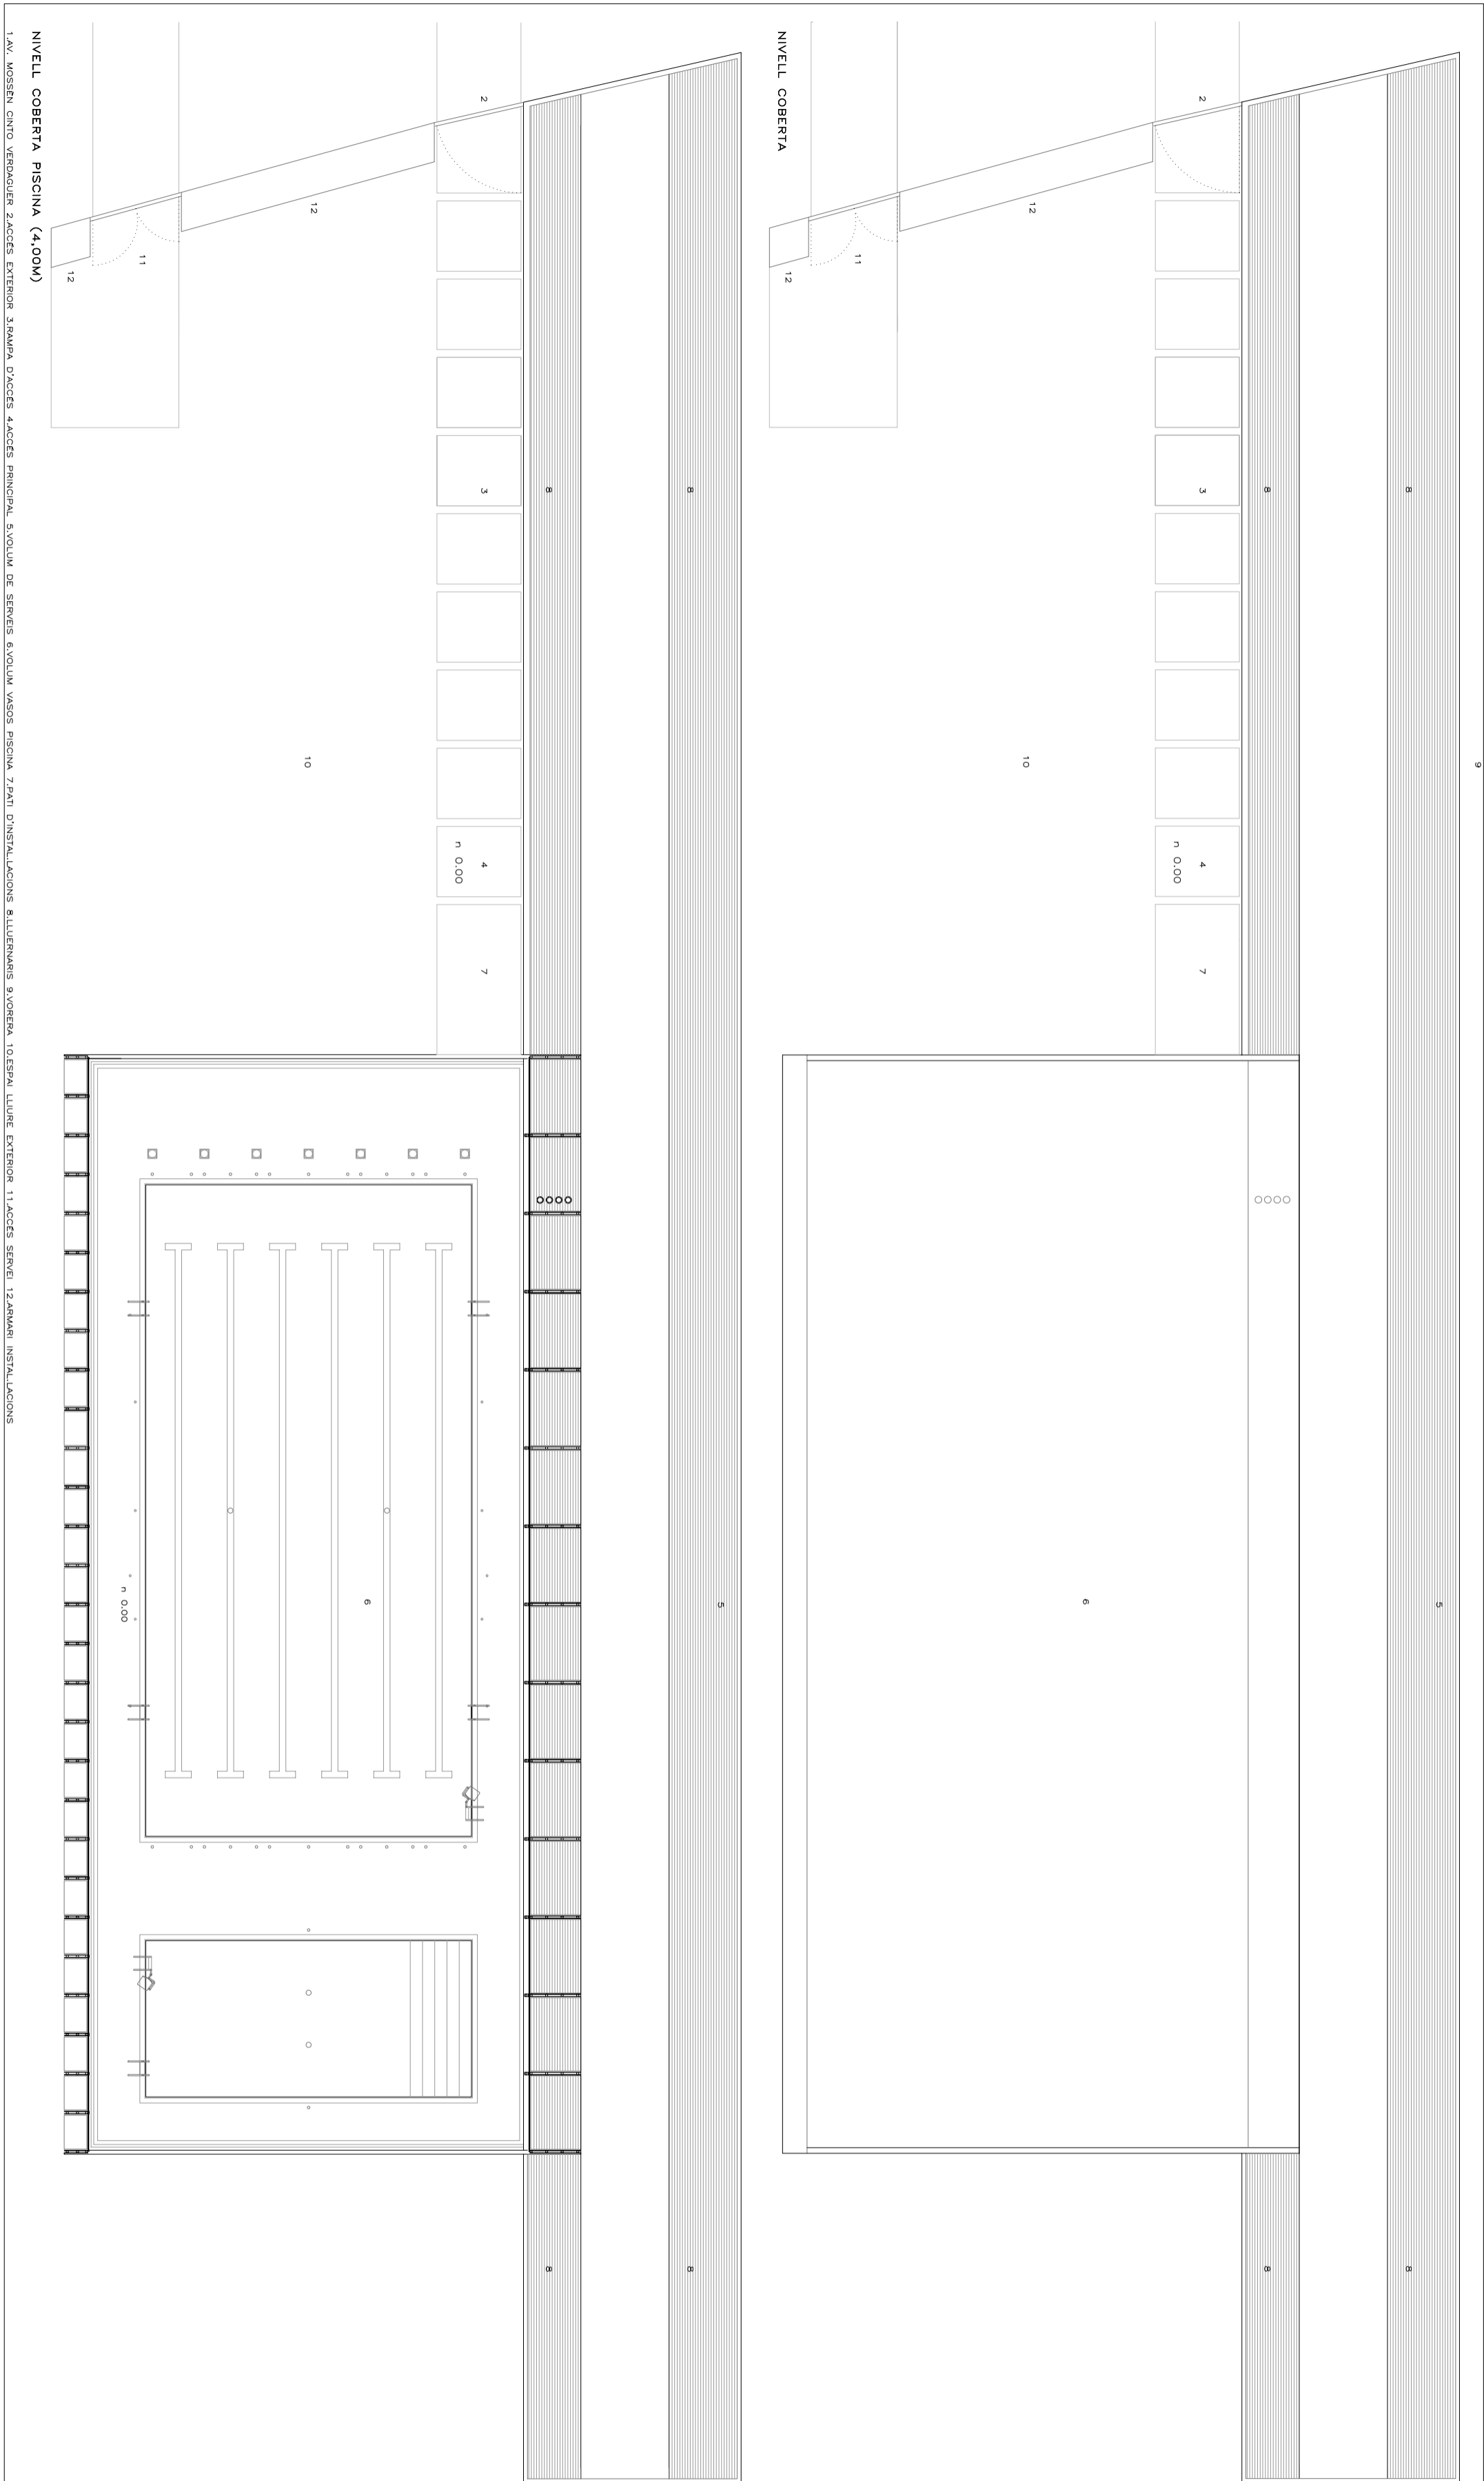 9
5
8 8
8 8
2 3 4 7
n 0.00
6
12 10
11
12
NIVELL COBERTA
5
8 8
8 8
2 3 4 7
n 0.00
6
12 10
11
n 0.00
12
NIVELL COBERTA PISCINA (4,00M)
1.AV. MOSSÈN CINTO VERDAGUER 2.ACCÉS EXTERIOR 3.RAMPA D'ACCÉS 4.ACCÉS PRINCIPAL 5.VOLUM DE SERVEIS 6.VOLUM VASOS PISCINA 7.PATI D'INSTAL.LACIONS 8.LLUERNARIS 9.VORERA 10.ESPAI LLIURE EXTERIOR 11.ACCÉS SERVEI 12.ARMARI INSTAL.LACIONS